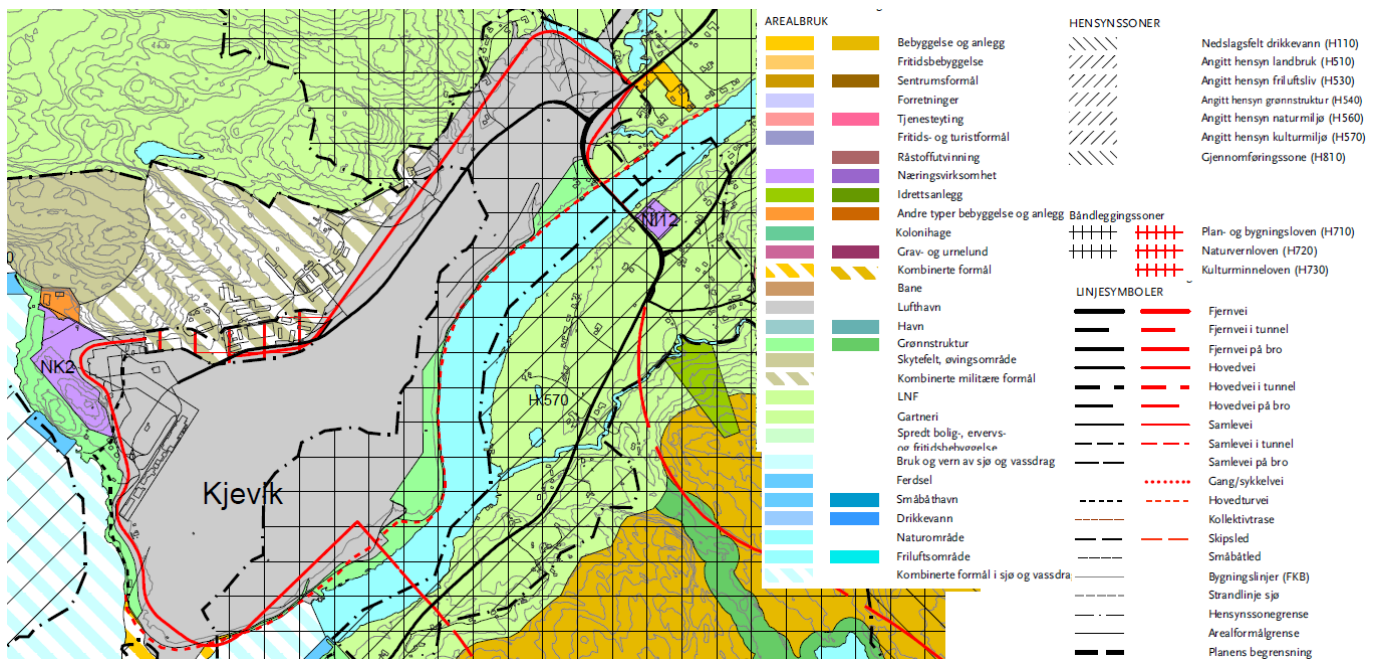 AREALBRUK
Bebyggelse og anlegg
Fritidsbebyggelse
Sentrumsformål
Forretninger
Tjenesteyting
Fritids- og turistformål
Råstoffutvinning
Næringsvirksomhet
Idrettsanlegg
Andre typer bebyggelse og anlegg
Kolonihage
Grav- og urnelund
Kombinerte formål
Bane
Lufthavn
Havn
Grønnstruktur
Skytefelt, øvingsområde
Kombinerte militære formål
LNF
Gartneri
Spredt bolig-, ervervs-
og fritidsbebyggelse
Bruk og vern av sjø og vassdrag
Ferdsel
Småbåthavn
Drikkevann
Naturområde
Friluftsområde
Kombinerte formål i sjø og vassdra
HENSYNSSONER
Nedslagsfelt drikkevann (H110)
Angitt hensyn landbruk (H510)
Angitt hensyn friluftsliv (H530)
Angitt hensyn grønnstruktur (H540)
Angitt hensyn naturmiljø (H560)
Angitt hensyn kulturmiljø (H570)
Gjennomføringssone (H810)
Båndleggingssoner
Plan- og bygningsloven (H710)
Naturvernloven (H720)
Kulturminneloven (H730)
LINJESYMBOLER
Fjernvei
Fjernvei i tunnel
Fjernvei på bro
Hovedvei
Hovedvei i tunnel
Hovedvei på bro
Samlevei
Samlevei i tunnel
Samlevei på bro
Gang/sykkelvei
Hovedturvei
Kollektivtrase
Skipsled
Småbåtled
Bygningslinjer (FKB)
Strandlinje sjø
Hensynssonegrense
Arealformålgrense
Planens begrensning
NI12
NK2
H 570
Kjevik